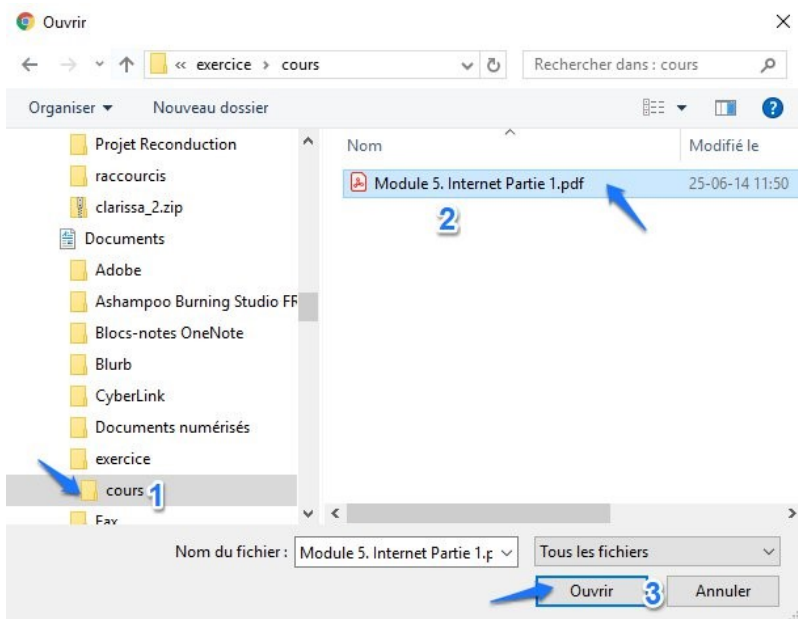 Ouvrir
« exercice > cours
Rechercher dans : cours
Organiser
Nouveau dossier
Projet Reconduction
raccourcis
clarissa_2.zip
Documents
Adobe
Ashampoo Burning Studio FR
Blocs-notes OneNote
Blurb
CyberLink
Documents numérisés
exercice
cours 1
Fax
Nom
Modifié le
Module 5. Internet Partie 1.pdf
25-06-14 11:50
2
Nom du fichier :
Module 5. Internet Partie 1.p
Tous les fichiers
Ouvrir 3
Annuler